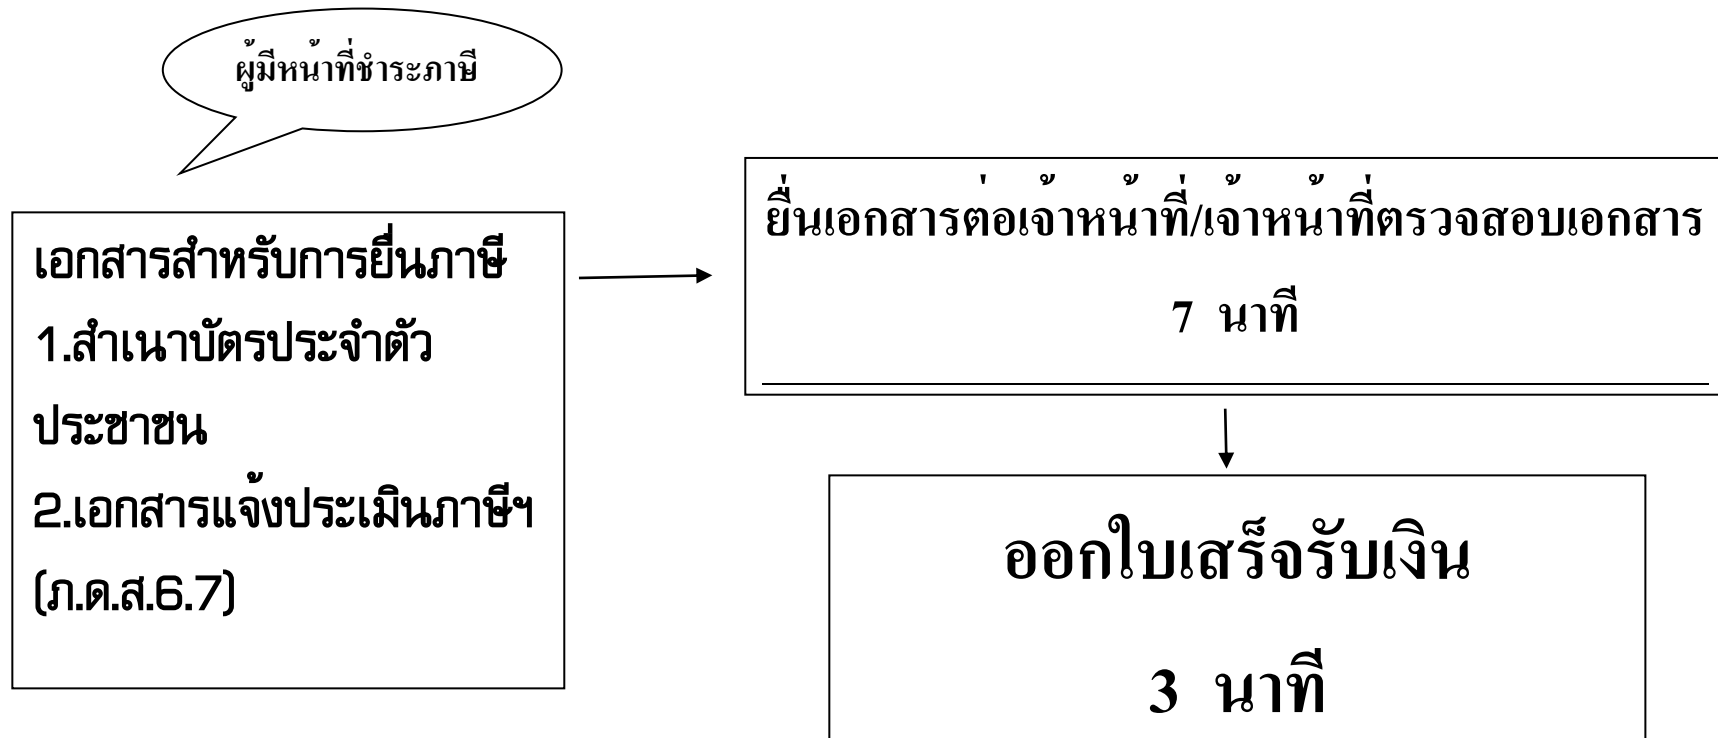 ผู้มีหน้าที่ชำระภาษี
เอกสารสำหรับการยื่นภาษี
1.สำเนาบัตรประจำตัว
ประชาชน
2.เอกสารแจ้งประเมินภาษีฯ
(ภ.ด.ส.6.7)
ยื่นเอกสารต่อเจ้าหน้าที่/เจ้าหน้าที่ตรวจสอบเอกสาร
7 นาที
ออกใบเสร็จรับเงิน
3 นาที